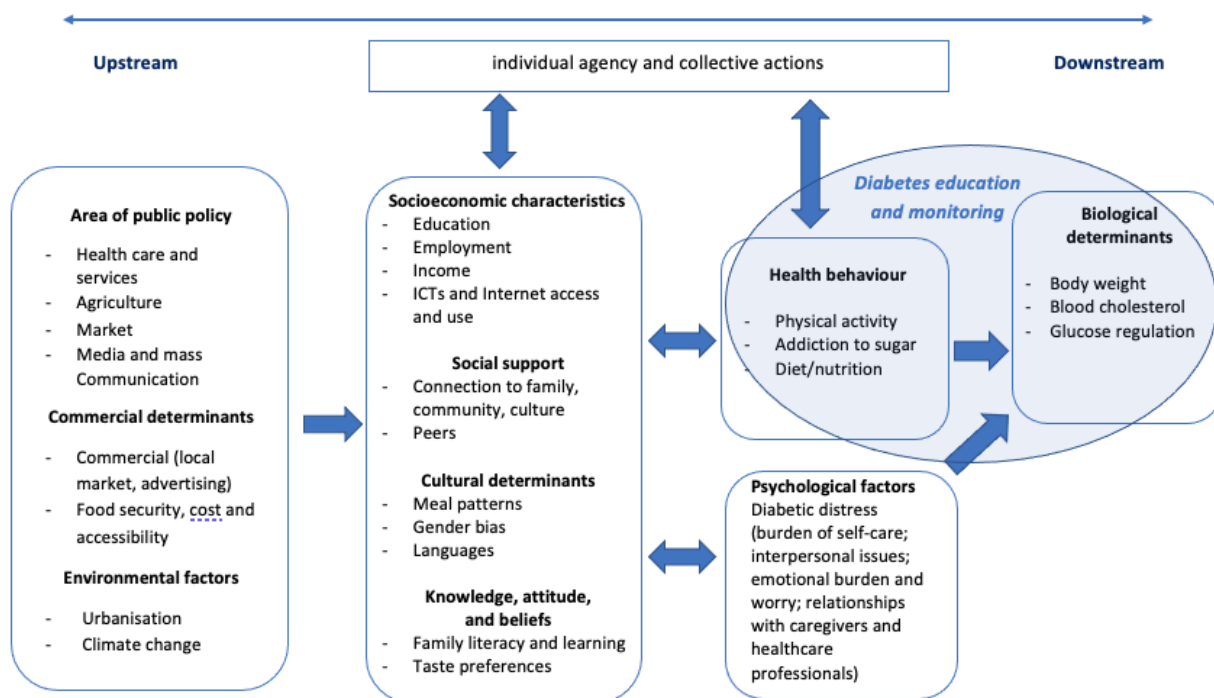 Upstream
individual agency and collective actions
Downstream
Area of public policy
- Health care and
services
- Agriculture
- Market
- Media and mass
Communication
Commercial determinants
- Commercial (local
market, advertising)
- Food security, cost and
accessibility
Environmental factors
- Urbanisation
- Climate change
Socioeconomic characteristics
- Education
- Employment
- Income
- ICTs and Internet access
and use
Social support
- Connection to family,
community, culture
- Peers
Cultural determinants
- Meal patterns
- Gender bias
- Languages
Knowledge, attitude,
and beliefs
- Family literacy and learning
- Taste preferences
Diabetes education
and monitoring
Health behaviour
- Physical activity
- Addiction to sugar
- Diet/nutrition
Psychological factors
Diabetic distress
(burden of self-care;
interpersonal issues;
emotional burden and
worry; relationships
with caregivers and
healthcare
professionals)
Biological
determinants
- Body weight
- Blood cholesterol
- Glucose regulation